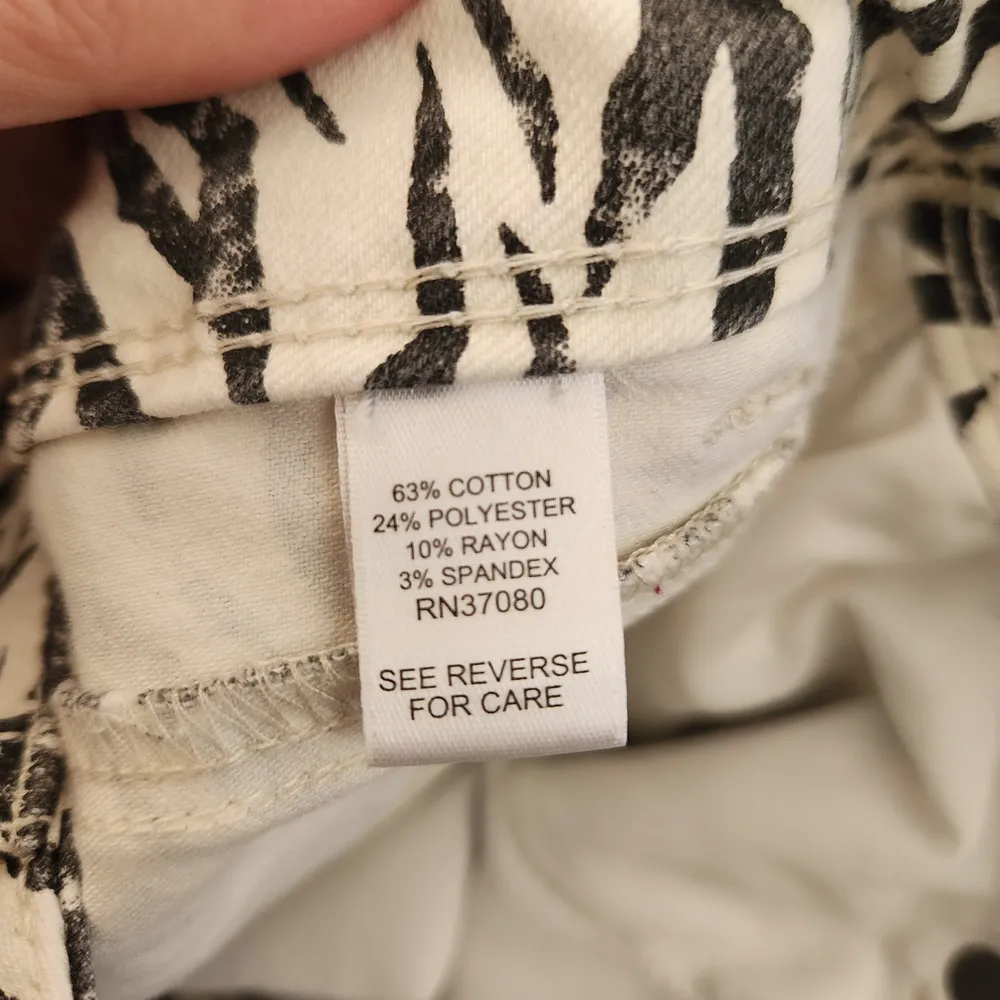 63% COTTON
24% POLYESTER
10% RAYON
3% SPANDEX
RN37080
SEE REVERSE
FOR CARE